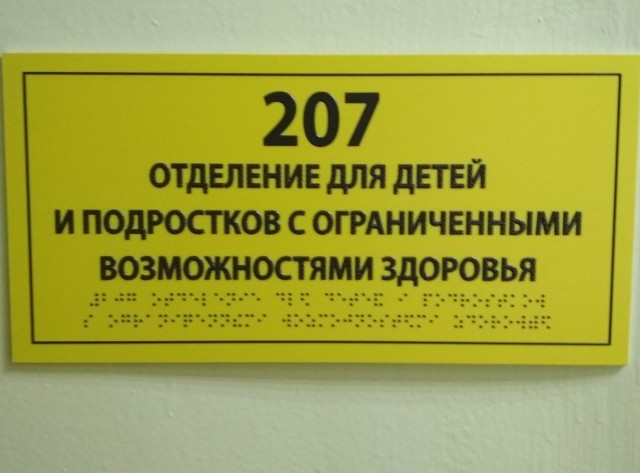 207
ОТДЕЛЕНИЕ ДЛЯ ДЕТЕЙ
И ПОДРОСТКОВ С ОГРАНИЧЕННЫМИ
ВОЗМОЖНОСТЯМИ ЗДОРОВЬЯ